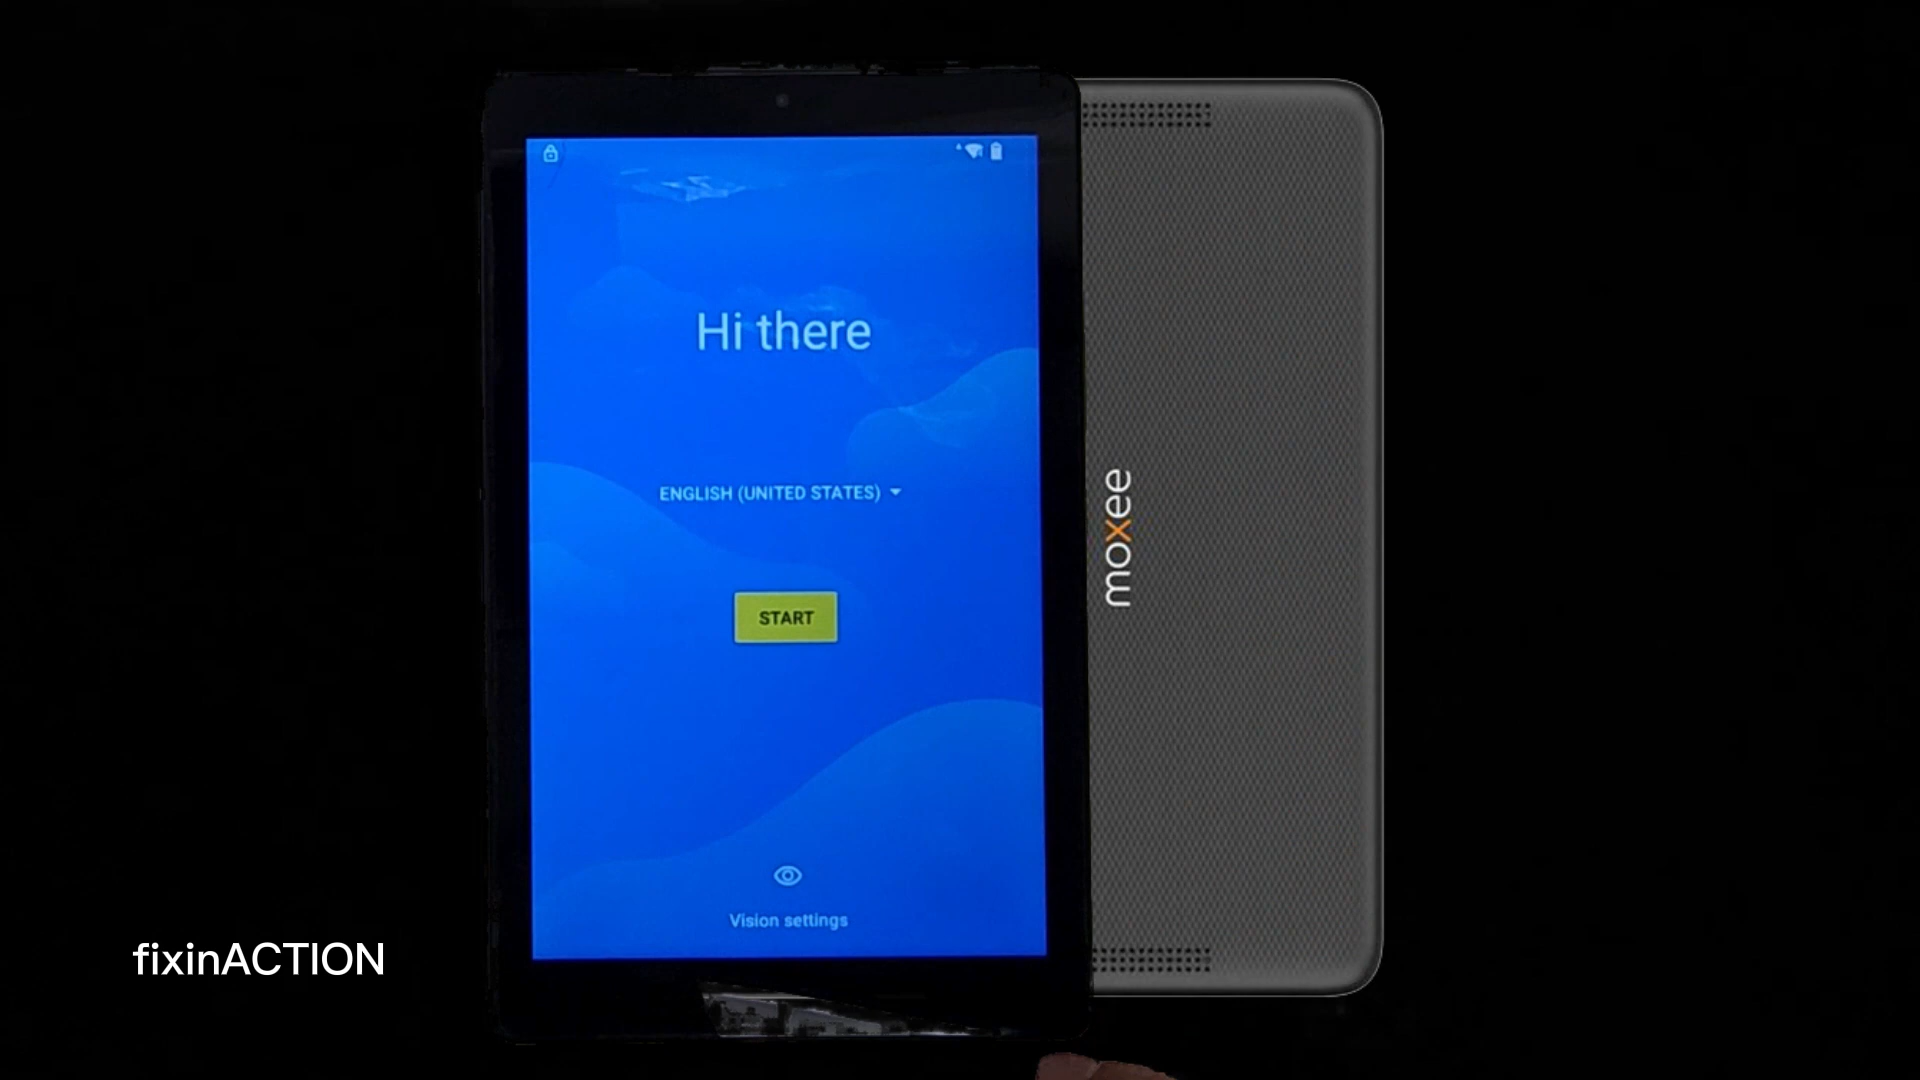 Hi there
ENGLISH (UNITED STATES)
START
Vision settings
moxee
fixinACTION